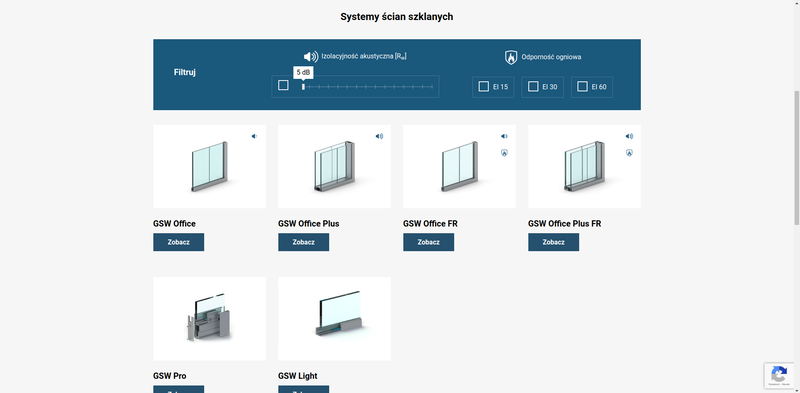 Systemy ścian szklanych
Filtruj
Izolacyjność akustyczna [Rw]
5 dB
Odporność ogniowa
EI 15
EI 30
EI 60
GSW Office
GSW Office Plus
GSW Office FR
GSW Office Plus FR
Zobacz
Zobacz
Zobacz
Zobacz
GSW Pro
GSW Light